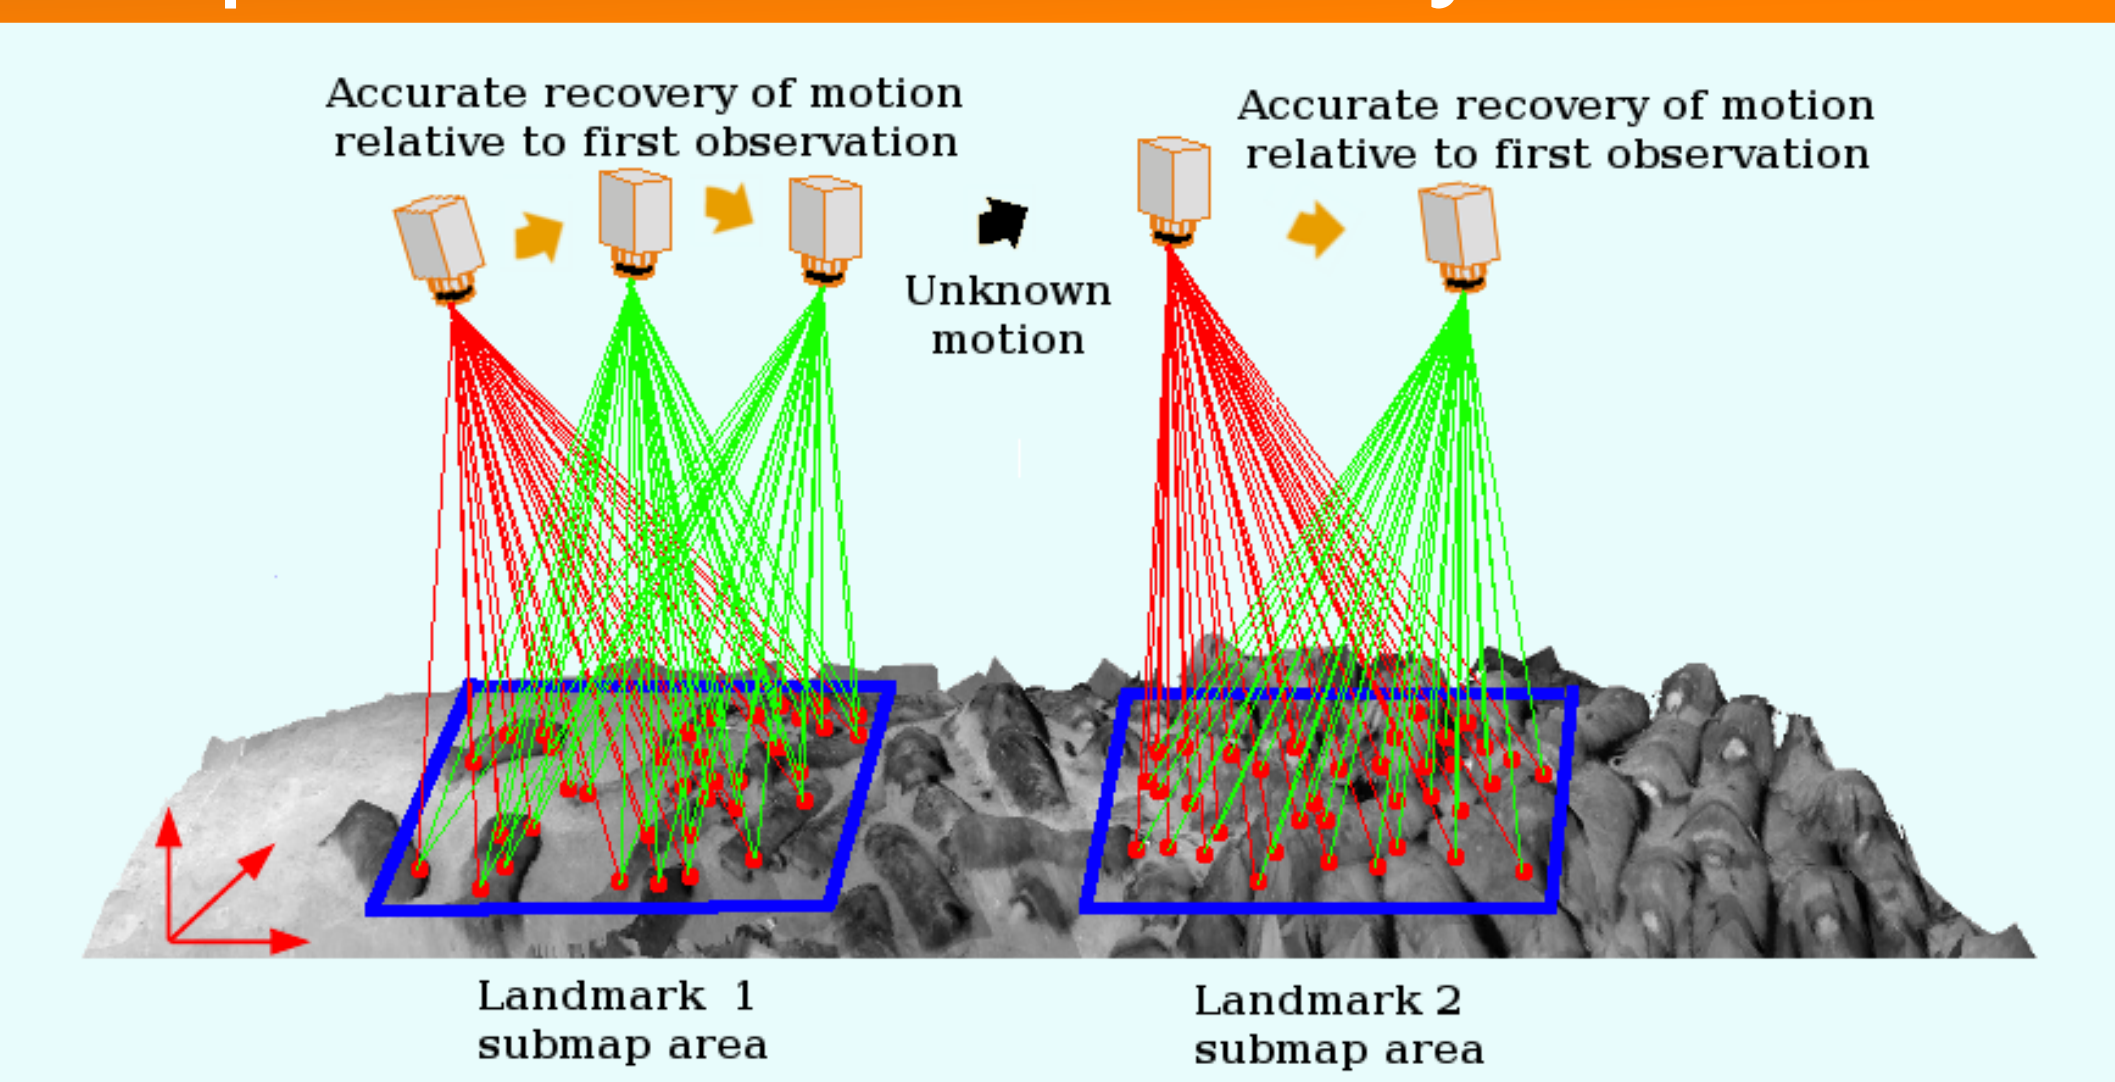 Accurate recovery of motion
relative to first observation
Accurate recovery of motion
relative to first observation
Unknown
motion
Landmark 1
submap area
Landmark 2
submap area